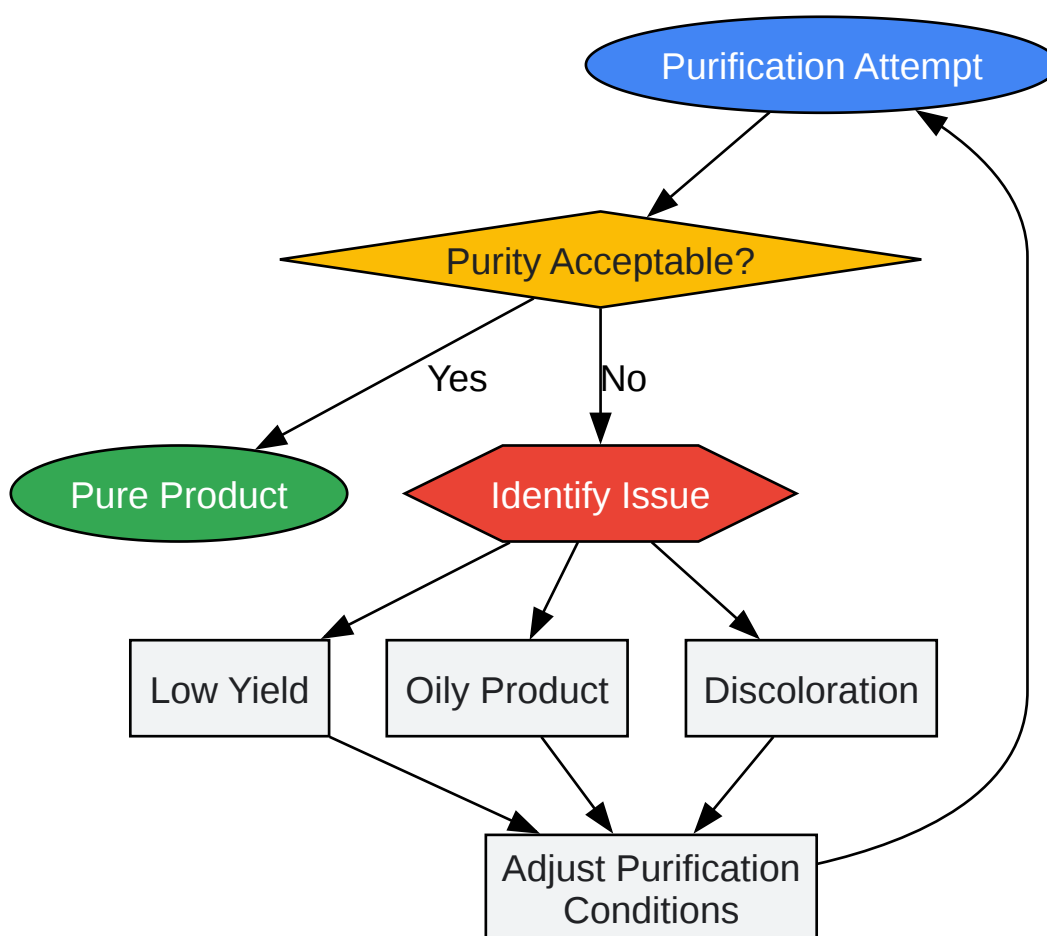 Purification Attempt
Purity Acceptable?
Yes
No
Pure Product
Identify Issue
Low Yield
Oily Product
Discoloration
Adjust Purification
Conditions